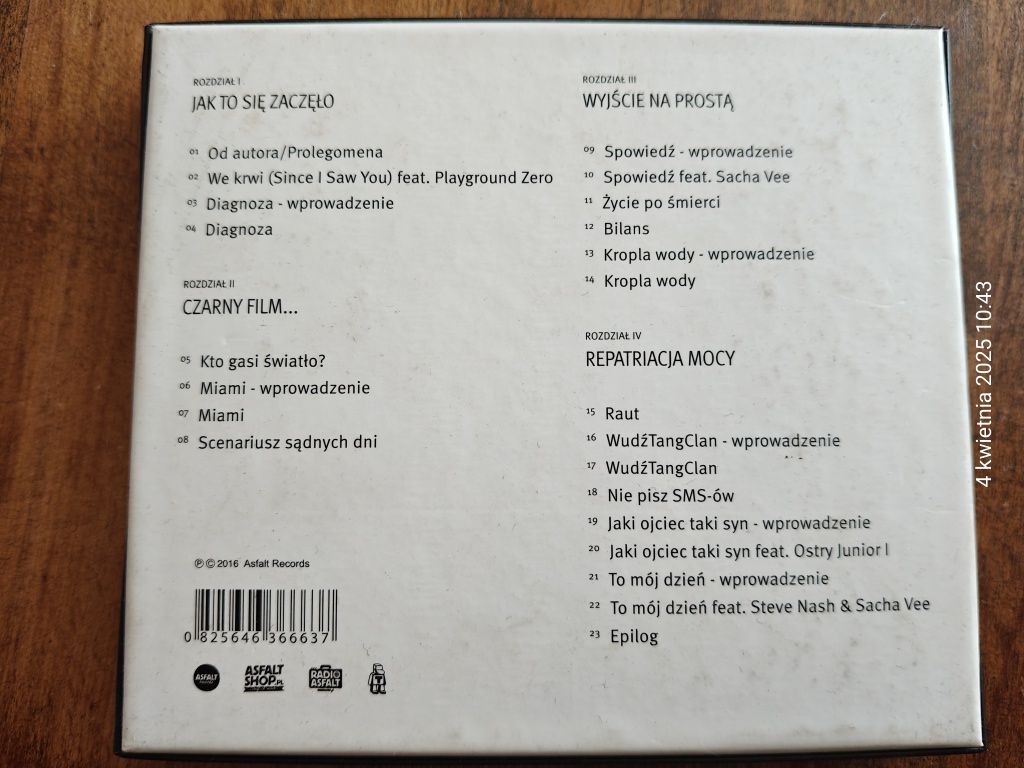 ROZDZIAŁ I
JAK TO SIĘ ZACZĘŁO
01 Od autora/Prolegomena
02 We krwi (Since I Saw You) feat. Playground Zero
03 Diagnoza - wprowadzenie
04 Diagnoza
ROZDZIAŁ II
CZARNY FILM...
05 Kto gasi światło?
06 Miami - wprowadzenie
07 Miami
08 Scenariusz sądnych dni
ROZDZIAŁ III
WYJŚCIE NA PROSTĄ
09 Spowiedź - wprowadzenie
10 Spowiedź feat. Sacha Vee
11 Życie po śmierci
12 Bilans
13 Kropla wody - wprowadzenie
14 Kropla wody
ROZDZIAŁ IV
REPATRIACJA MOCY
15 Raut
16 WudźTangClan - wprowadzenie
17 WudźTangClan
18 Nie pisz SMS-ów
19 Jaki ojciec taki syn - wprowadzenie
20 Jaki ojciec taki syn feat. Ostry Junior I
21 To mój dzień - wprowadzenie
22 To mój dzień feat. Steve Nash & Sacha Vee
23 Epilog
℗ © 2016 Asfalt Records
0 825646 366637
ASFALT
ASFALT
SHOP.PL
RADIO
ASFALT
4 kwietnia 2025 10:43